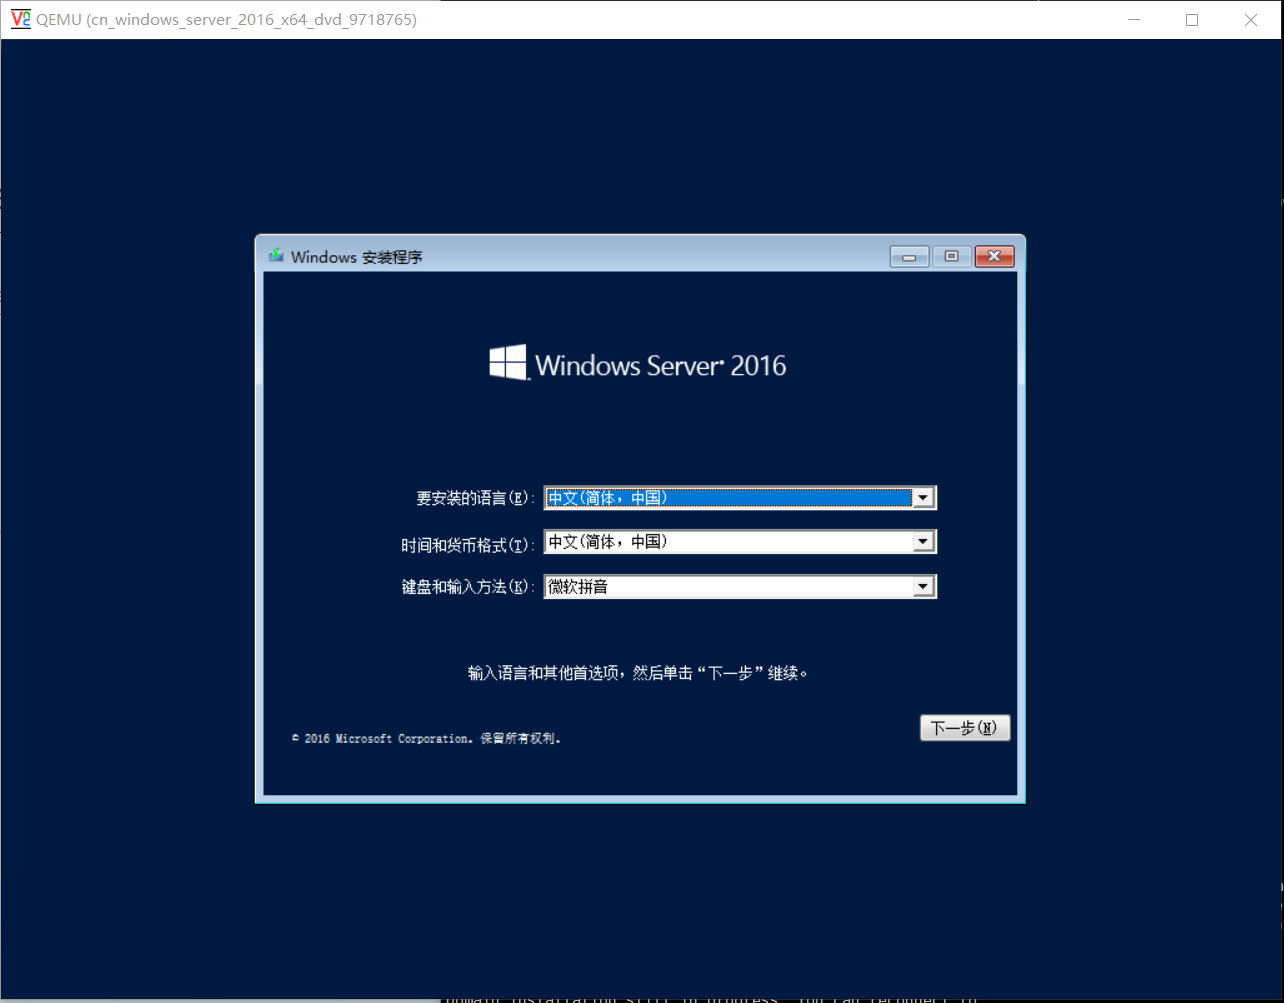 QEMU (cn_windows_server_2016_x64_dvd_9718765)
Windows 安装程序
Windows Server 2016
要安装的语言(E): 中文(简体，中国)
时间和货币格式(T): 中文(简体，中国)
键盘和输入方法(K): 微软拼音
输入语言和其他首选项，然后单击“下一步”继续。
下一步(N)
© 2016 Microsoft Corporation。保留所有权利。